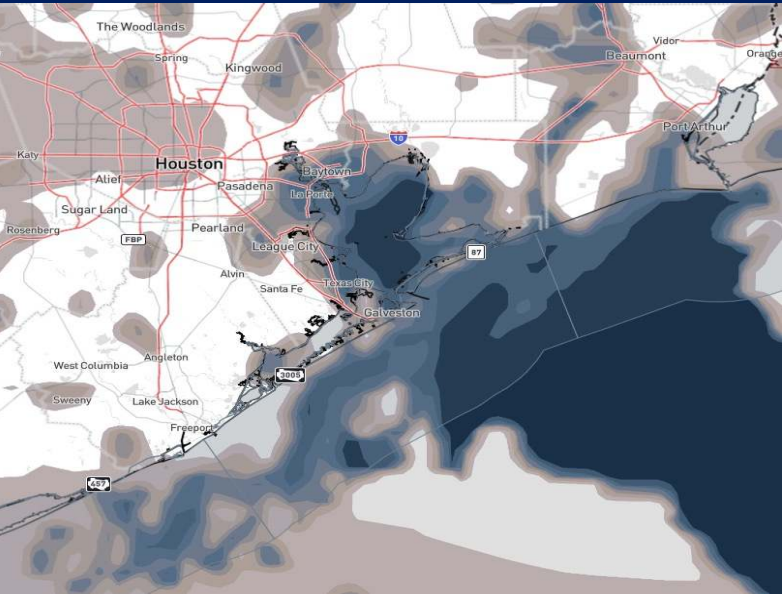 The Woodlands
Spring
Kingwood
Vidor
Beaumont
Orange
10
Port Arthur
Katy
Houston
Baytown
Alief
Pasadena
La Porte
Sugar Land
Rosenberg
FBP
Pearland
League City
87
Alvin
Santa Fe
Texas City
Galveston
West Columbia
Angleton
3005
Sweeny
Lake Jackson
Freeport
457